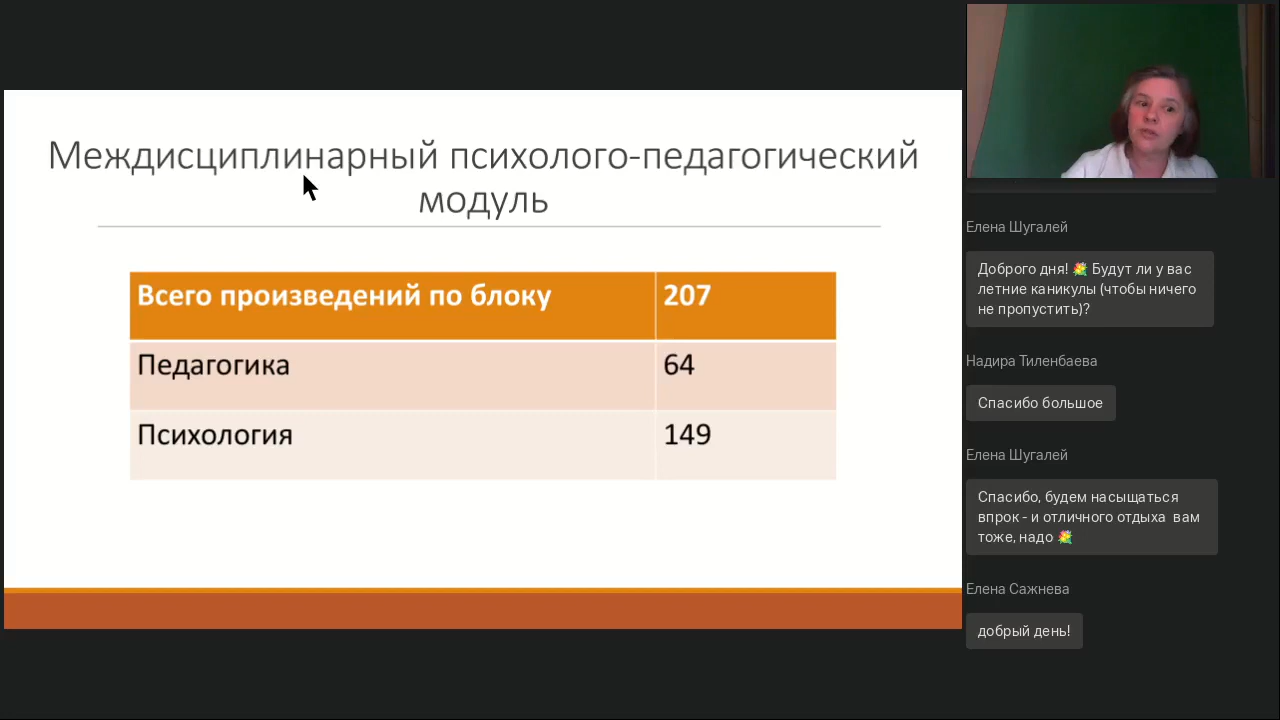 Междисциплинарный психолого-педагогический
модуль
Всего произведений по блоку 207
Педагогика 64
Психология 149
Елена Шугалей
Доброго дня! 💐 Будут ли у вас
летние каникулы (чтобы ничего
не пропустить)?
Надира Тиленбаева
Спасибо большое
Елена Шугалей
Спасибо, будем насыщаться
впрок - и отличного отдыха вам
тоже, надо 💐
Елена Сажнева
добрый день!